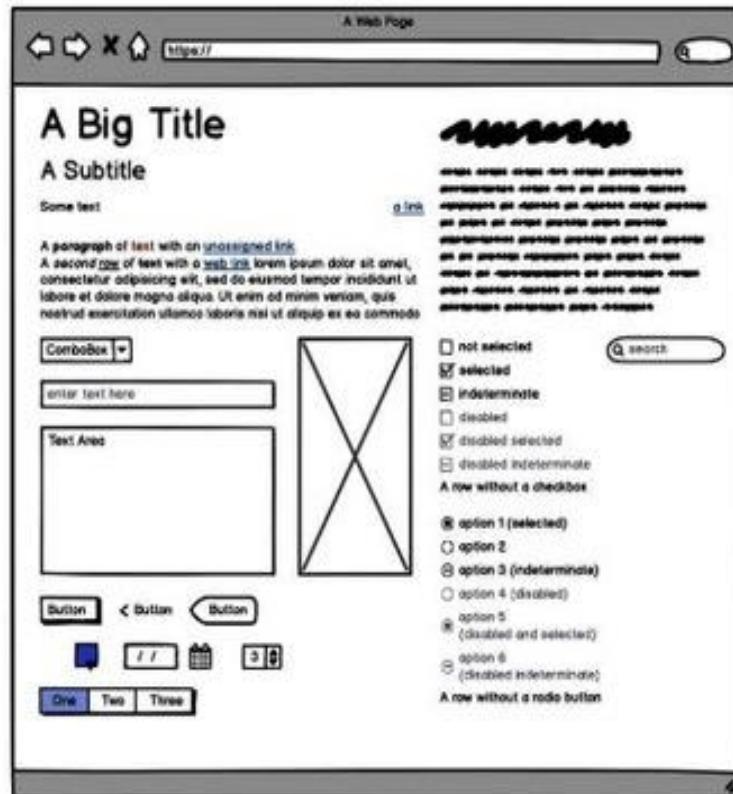 A Web Page
https://
A Big Title
A Subtitle
Some text
a link
A paragraph of text with an unassigned link
A second row of text with a web link lorem ipsum dolor sit amet,
consectetur adipisicing elit, sed do eiusmod tempor incididunt ut
labore et dolore magna aliqua. Ut enim ad minim veniam, quis
nostrud exercitation ullamco laboris nisi ut aliquip ex ea commodo
ComboBox
enter text here
Text Area
Button
< Button
Button
/ /
3
One Two Three
not selected
search
selected
indeterminate
disabled
disabled selected
disabled indeterminate
A row without a checkbox
option 1 (selected)
option 2
option 3 (indeterminate)
option 4 (disabled)
option 5
(disabled and selected)
option 6
(disabled indeterminate)
A row without a radio button